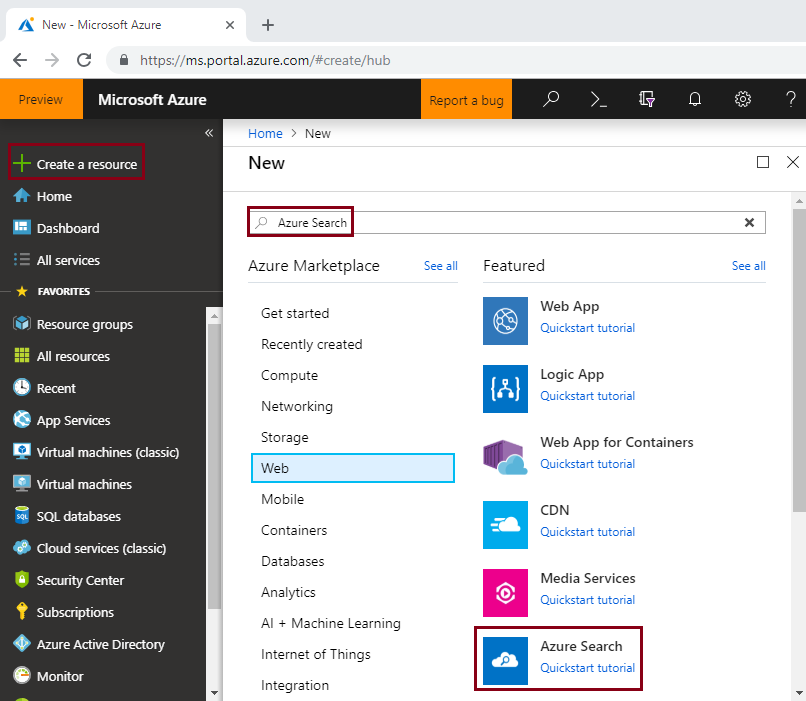 New - Microsoft Azure
https://ms.portal.azure.com/#create/hub
Preview
Microsoft Azure
Report a bug
Create a resource
Home
Dashboard
All services
FAVORITES
Resource groups
All resources
Recent
App Services
Virtual machines (classic)
Virtual machines
SQL databases
Cloud services (classic)
Security Center
Subscriptions
Azure Active Directory
Monitor
Home > New
New
Azure Search
Azure Marketplace See all
Get started
Recently created
Compute
Networking
Storage
Web
Mobile
Containers
Databases
Analytics
AI + Machine Learning
Internet of Things
Integration
Featured See all
Web App
Quickstart tutorial
Logic App
Quickstart tutorial
Web App for Containers
Quickstart tutorial
CDN
Quickstart tutorial
Media Services
Quickstart tutorial
Azure Search
Quickstart tutorial